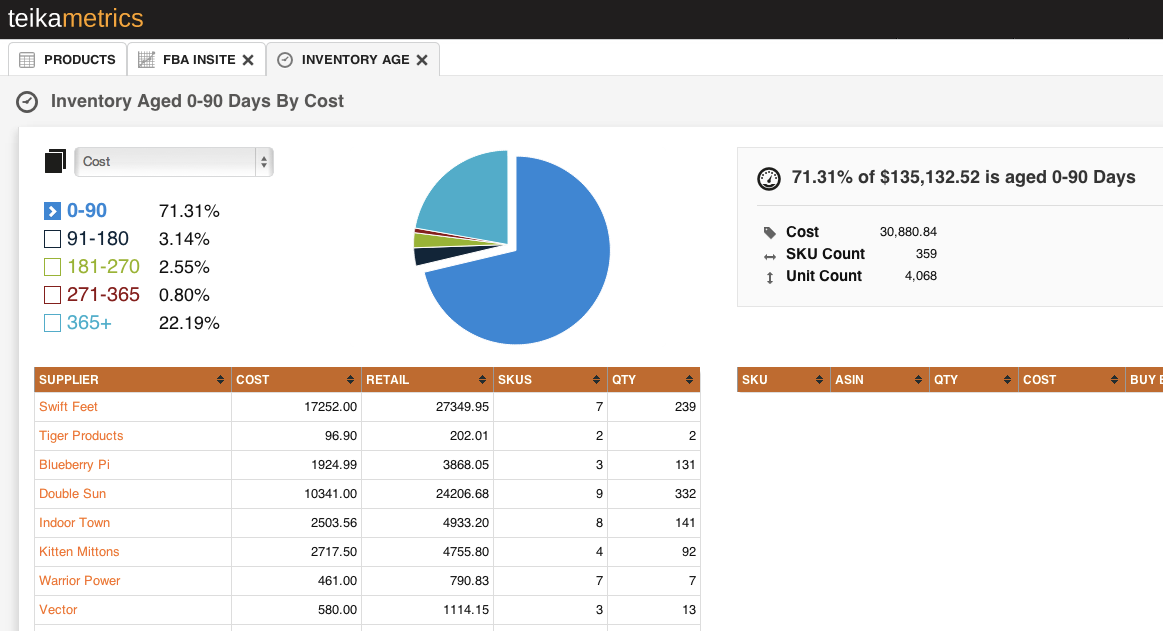 teikametrics
PRODUCTS FBA INSITE INVENTORY AGE
Inventory Aged 0-90 Days By Cost
Cost
0-90 71.31%
91-180 3.14%
181-270 2.55%
271-365 0.80%
365+ 22.19%
71.31% of $135,132.52 is aged 0-90 Days
Cost 30,880.84
SKU Count 359
Unit Count 4,068
SUPPLIER COST RETAIL SKUS QTY
Swift Feet 17252.00 27349.95 7 239
Tiger Products 96.90 202.01 2 2
Blueberry Pi 1924.99 3868.05 3 131
Double Sun 10341.00 24206.68 9 332
Indoor Town 2503.56 4933.20 8 141
Kitten Mittons 2717.50 4755.80 4 92
Warrior Power 461.00 790.83 7 7
Vector 580.00 1114.15 3 13
SKU ASIN QTY COST BUY